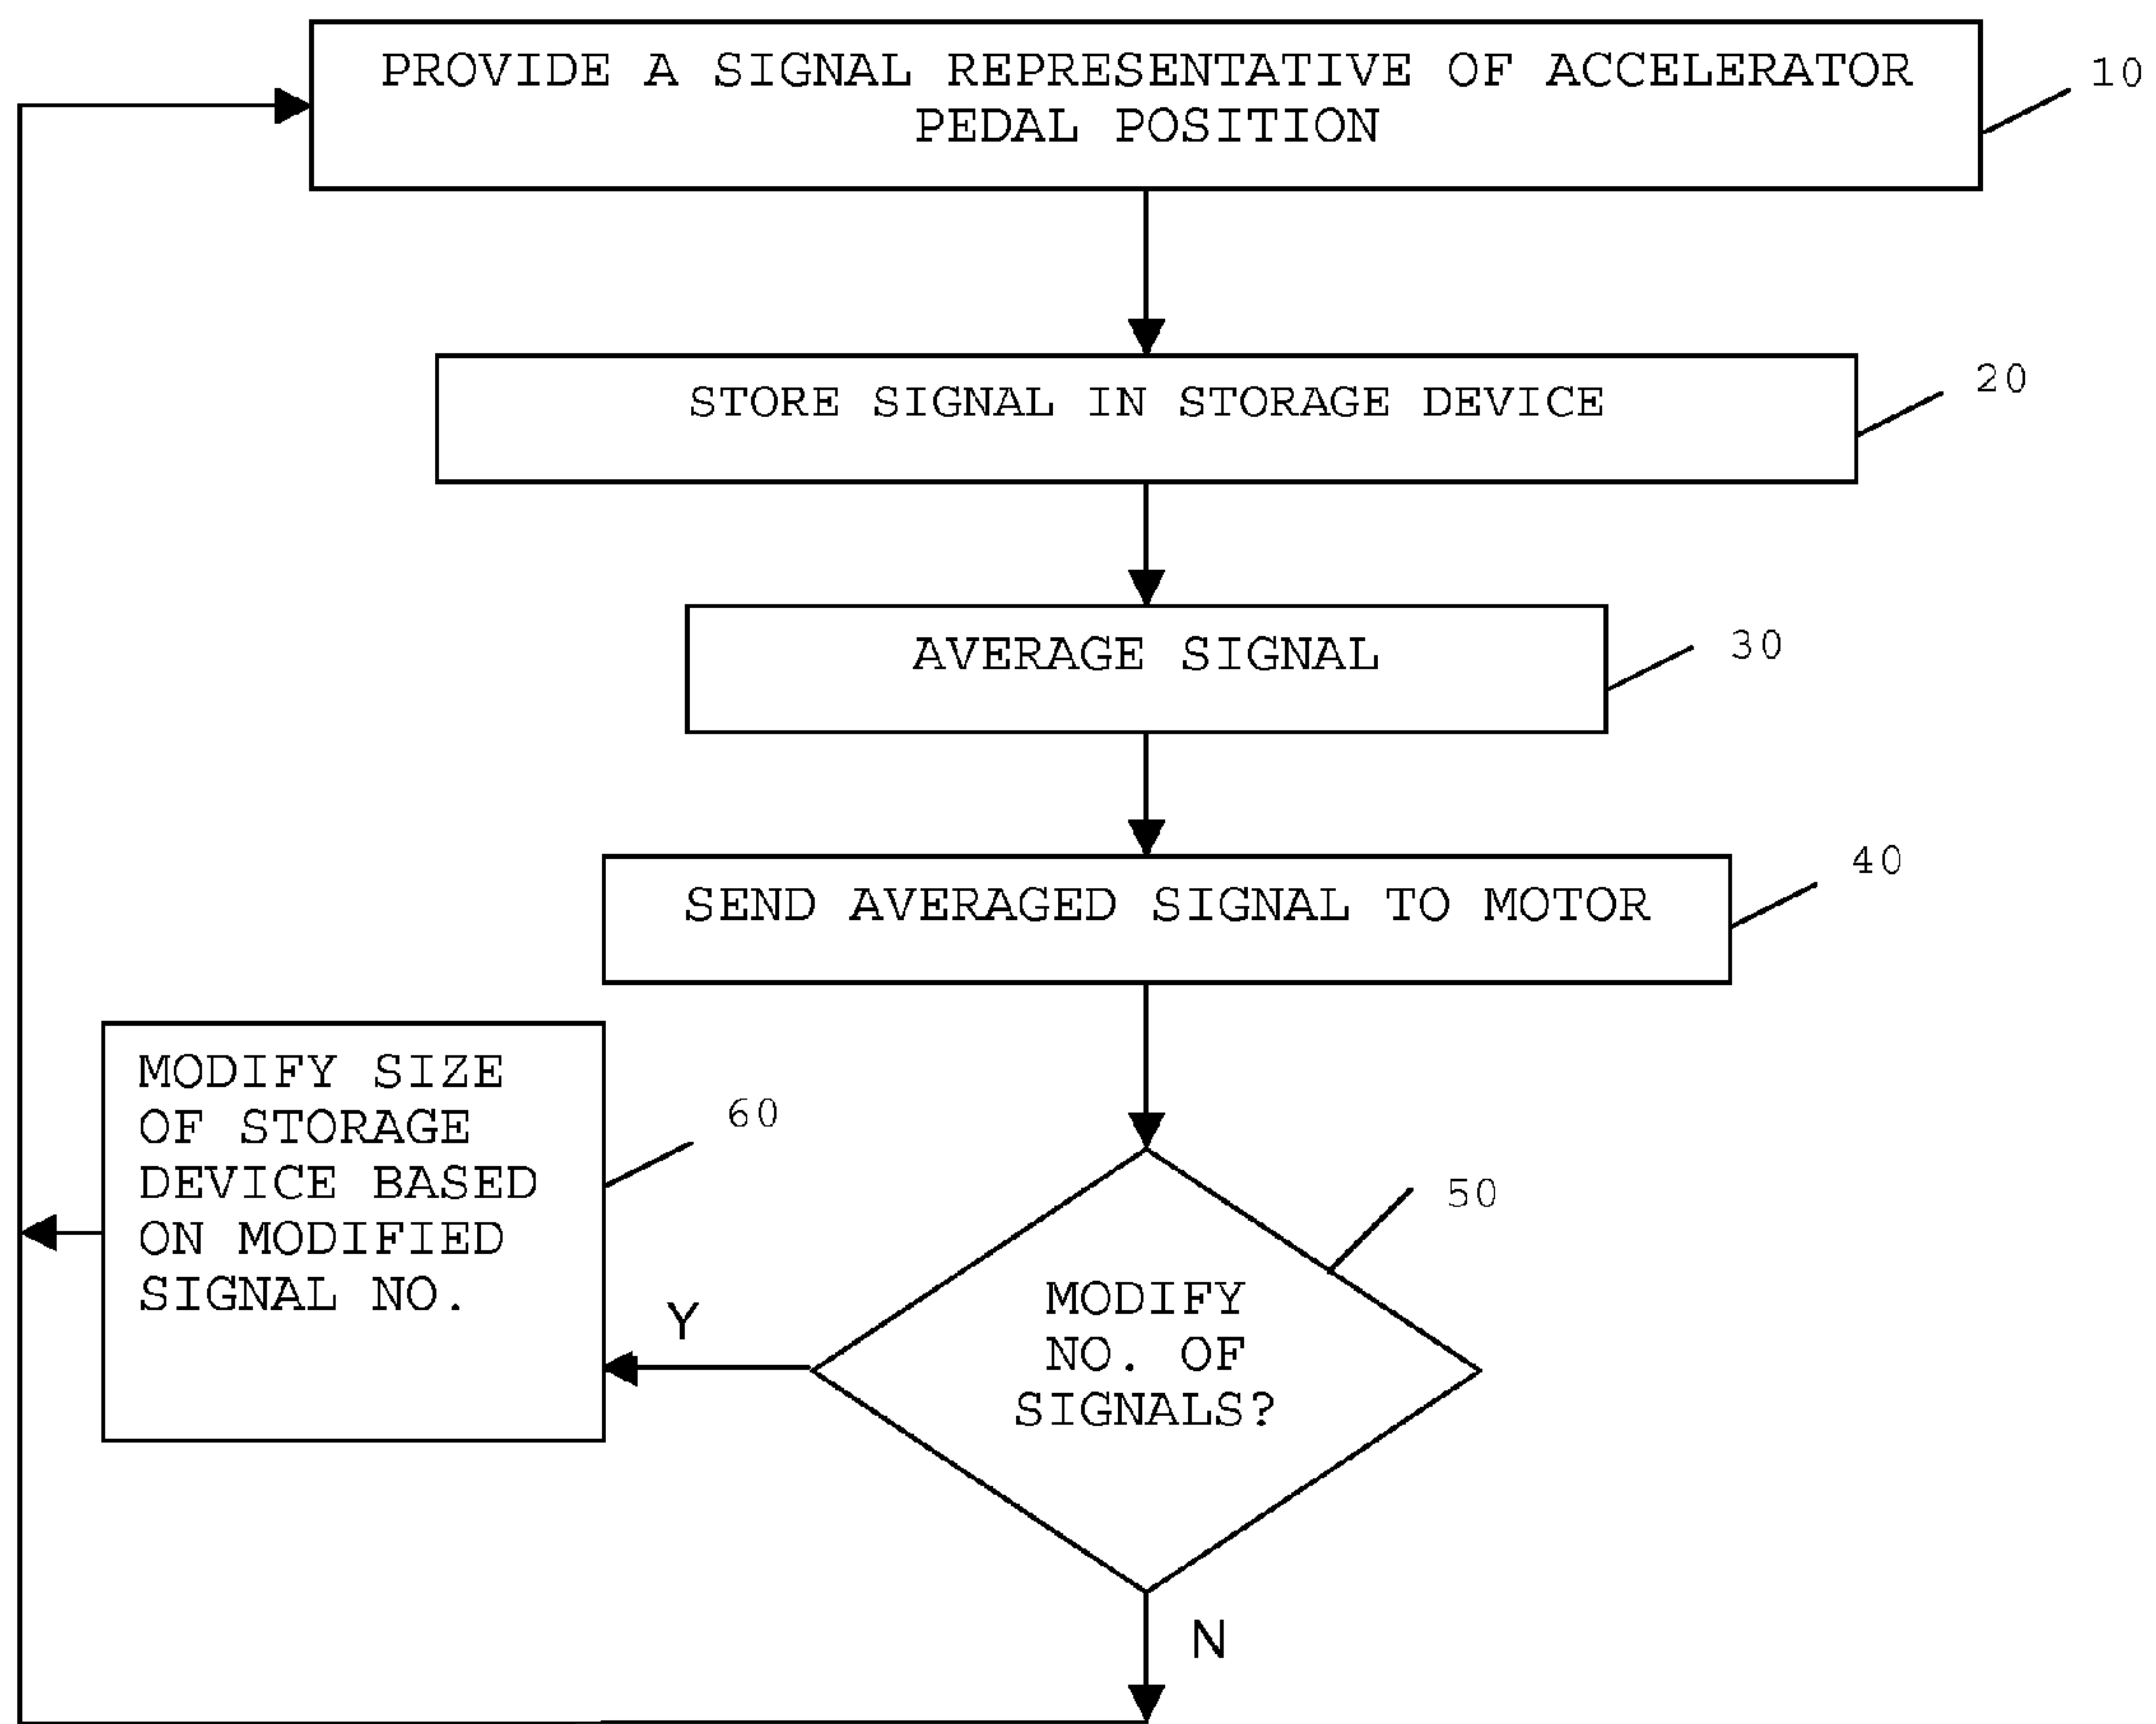 PROVIDE A SIGNAL REPRESENTATIVE OF ACCELERATOR
PEDAL POSITION
10
STORE SIGNAL IN STORAGE DEVICE
20
AVERAGE SIGNAL
30
SEND AVERAGED SIGNAL TO MOTOR
40
MODIFY SIZE
OF STORAGE
DEVICE BASED
ON MODIFIED
SIGNAL NO.
60
50
MODIFY
NO. OF
SIGNALS?
Y
N